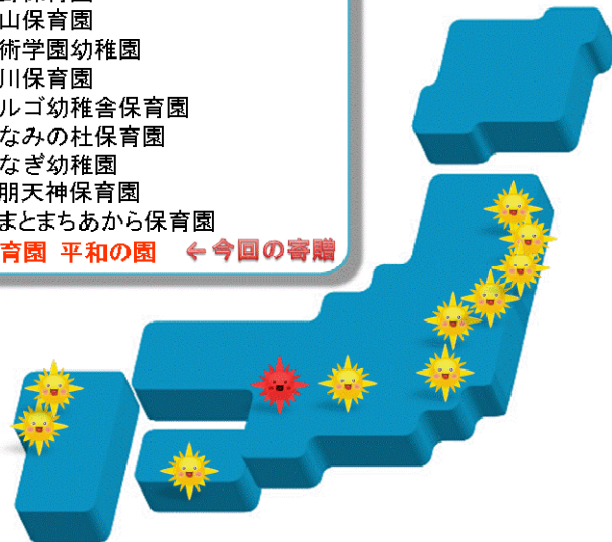 山保育園
術学園幼稚園
川保育園
ルゴ幼稚舎保育園
なみの杜保育園
なぎ幼稚園
朋天神保育園
まとまちあから保育園
育園 平和の園 ←今回の寄贈